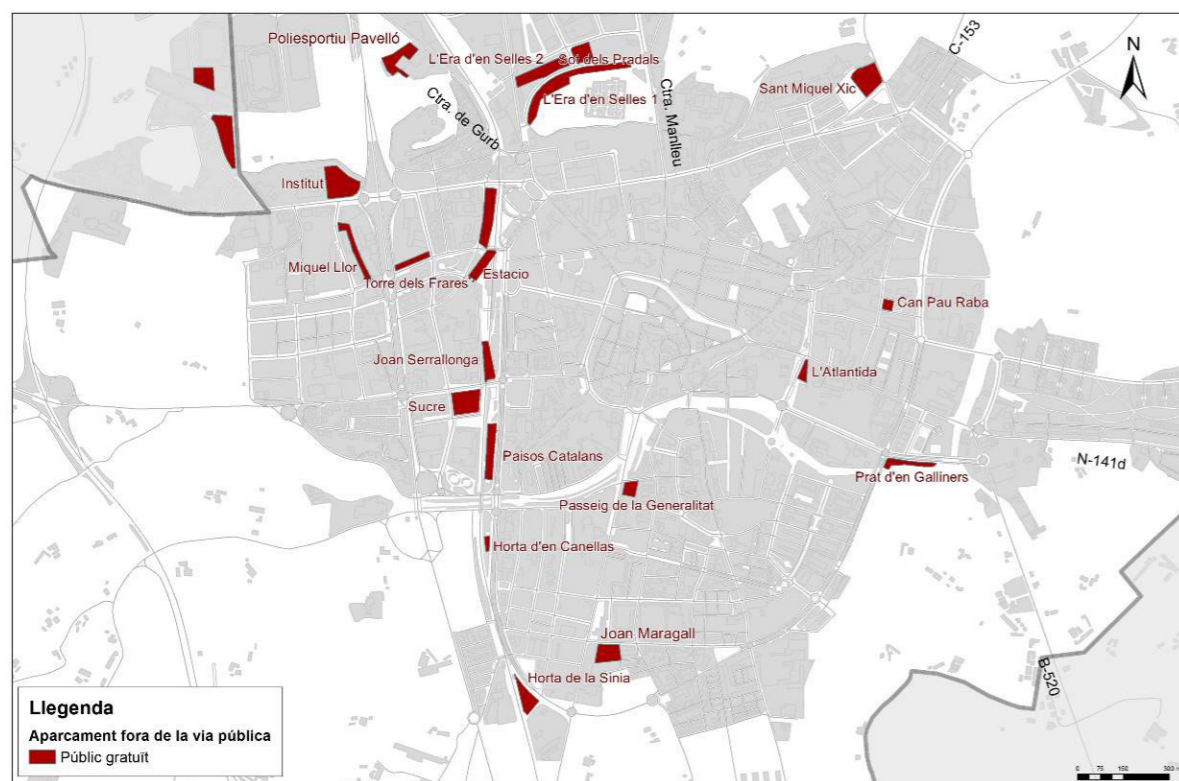 Poliesportiu Pavelló
L'Era d'en Selles 2
Sot dels Pradals
L'Era d'en Selles 1
Sant Miquel Xic
C-153
N
Ctra. de Gurb
Ctra. Manlleu
Institut
Miquel Llor
Torre dels Frares
Estacio
Can Pau Raba
Joan Serrallonga
L'Atlantida
Sucre
Paisos Catalans
N-141d
Prat d'en Galliners
Passeig de la Generalitat
Horta d'en Canellas
Joan Maragall
Horta de la Sinia
B-520
Llegenda
Aparcament fora de la via pública
Públic gratuït
0 75 150 300